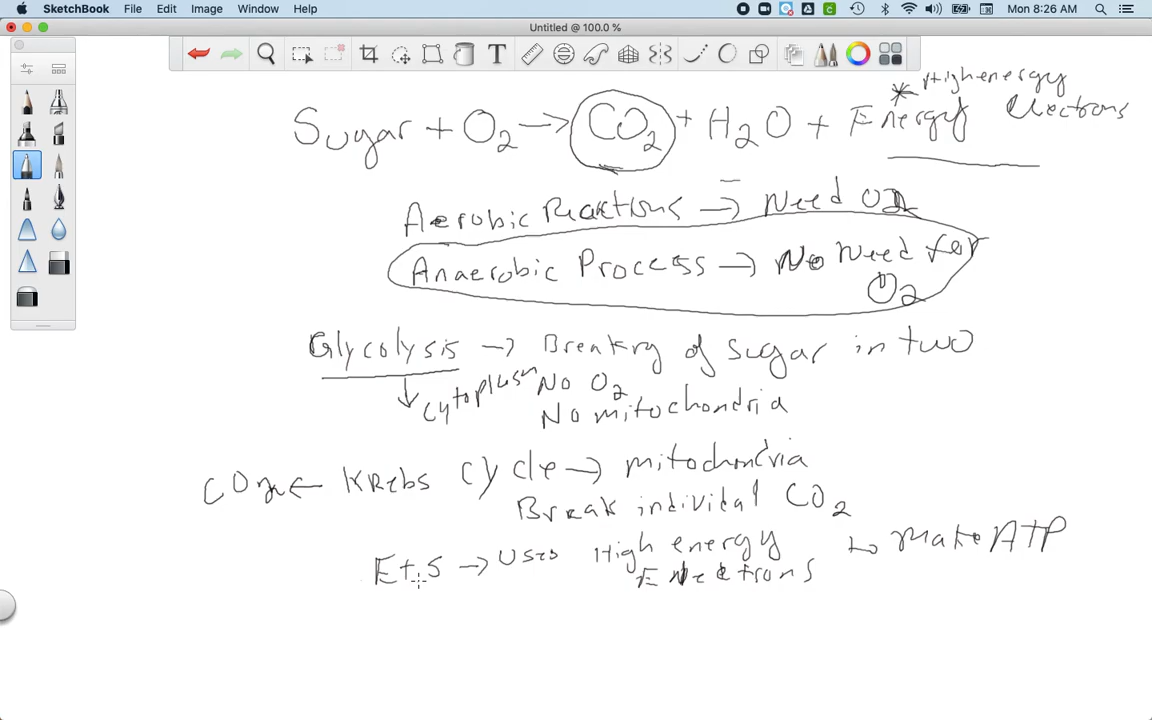 SketchBook File Edit Image Window Help Mon 8:26 AM
Untitled @ 100.0 %
* High energy
Sugar + O2 → CO2 + H2O + Energy electrons
Aerobic Reactions → Need O2
Anaerobic Process → No Need for
O2
Glycolysis → Breaking of sugar in two
↓ Cytoplasm No O2
No mitochondria
CO2 ← KRebs Cycle → mitochondria
Break individal CO2
EtS → Uses High energy to Make ATP
Electrons